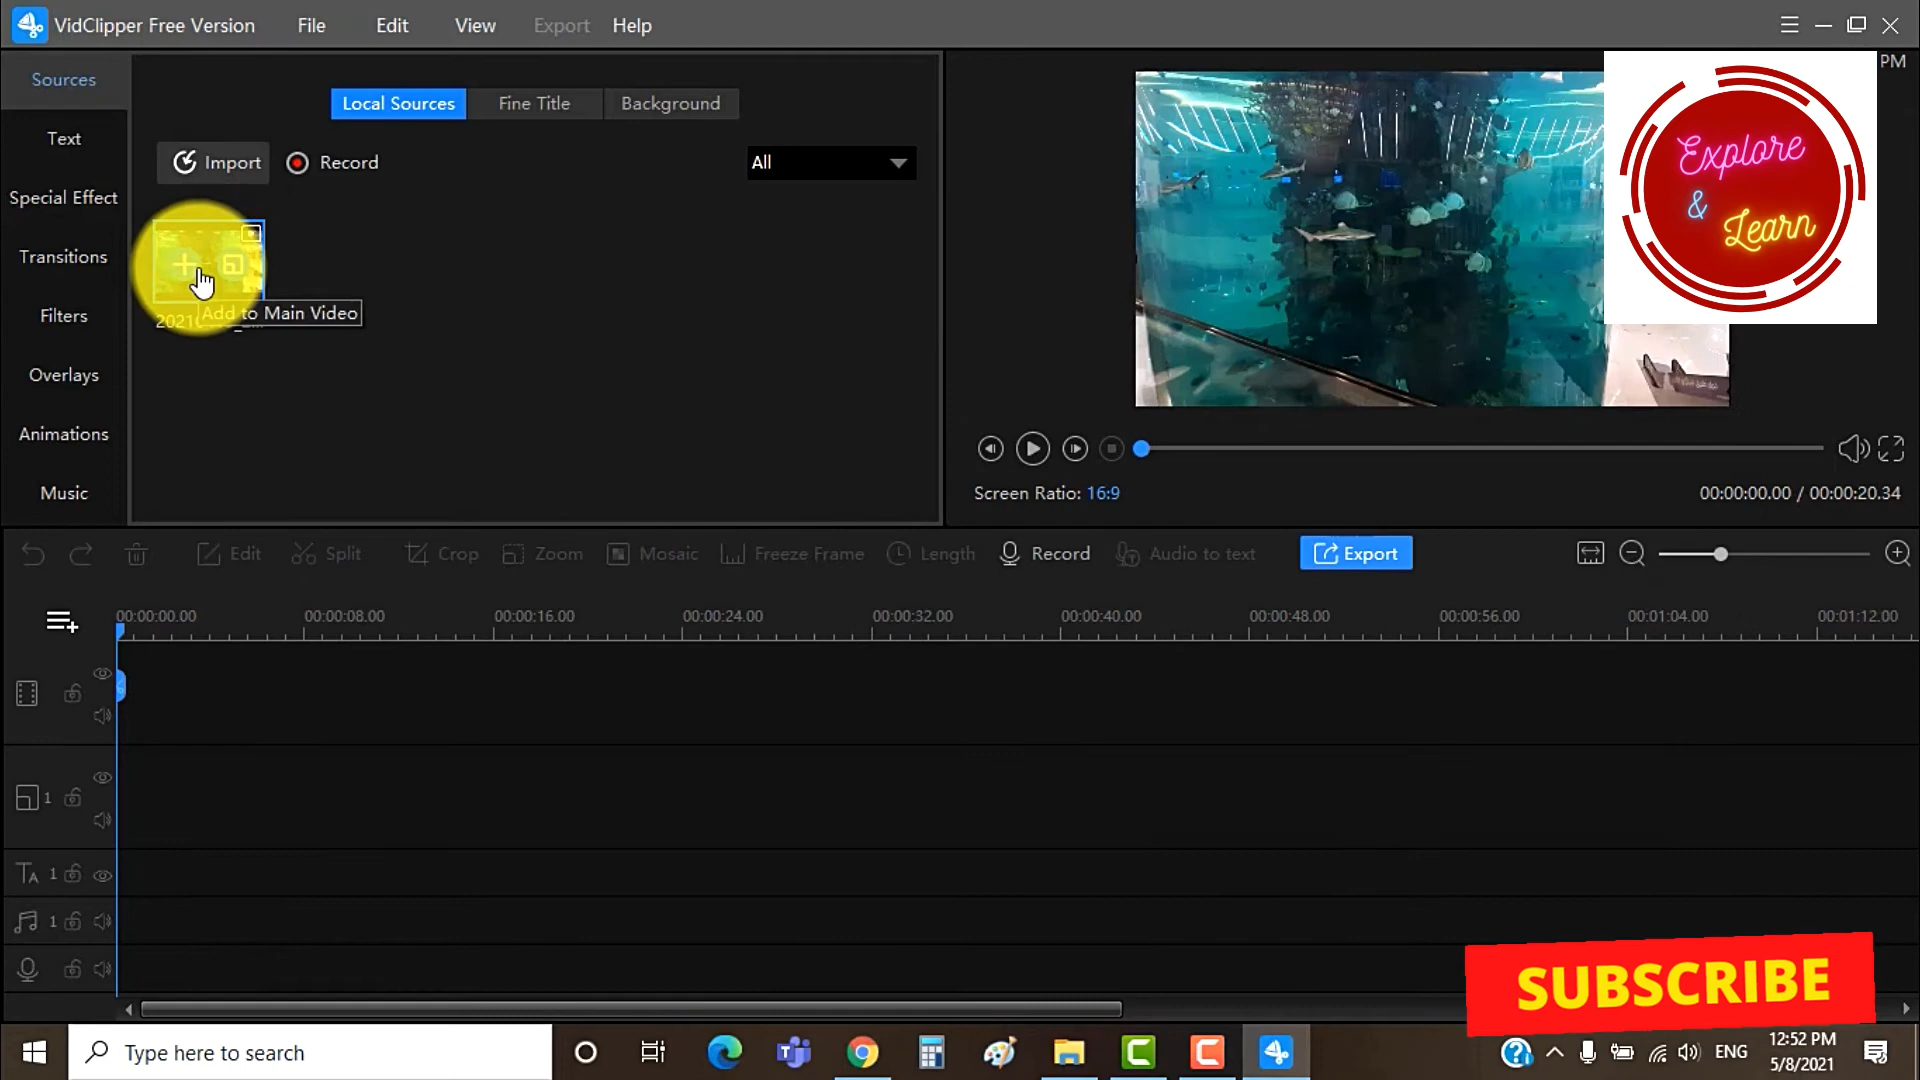 VidClipper Free Version File Edit View Export Help
PM
Sources
Text
Special Effect
Transitions
Filters
Overlays
Animations
Music
Local Sources Fine Title Background
Import Record All
Add to Main Video
Explore
&
Learn
Screen Ratio: 16:9 00:00:00.00 / 00:00:20.34
Edit Split Crop Zoom Mosaic Freeze Frame Length Record Audio to text Export
00:00:00.00 00:00:08.00 00:00:16.00 00:00:24.00 00:00:32.00 00:00:40.00 00:00:48.00 00:00:56.00 00:01:04.00 00:01:12.00
1
1
1
SUBSCRIBE
Type here to search
ENG
12:52 PM
5/8/2021